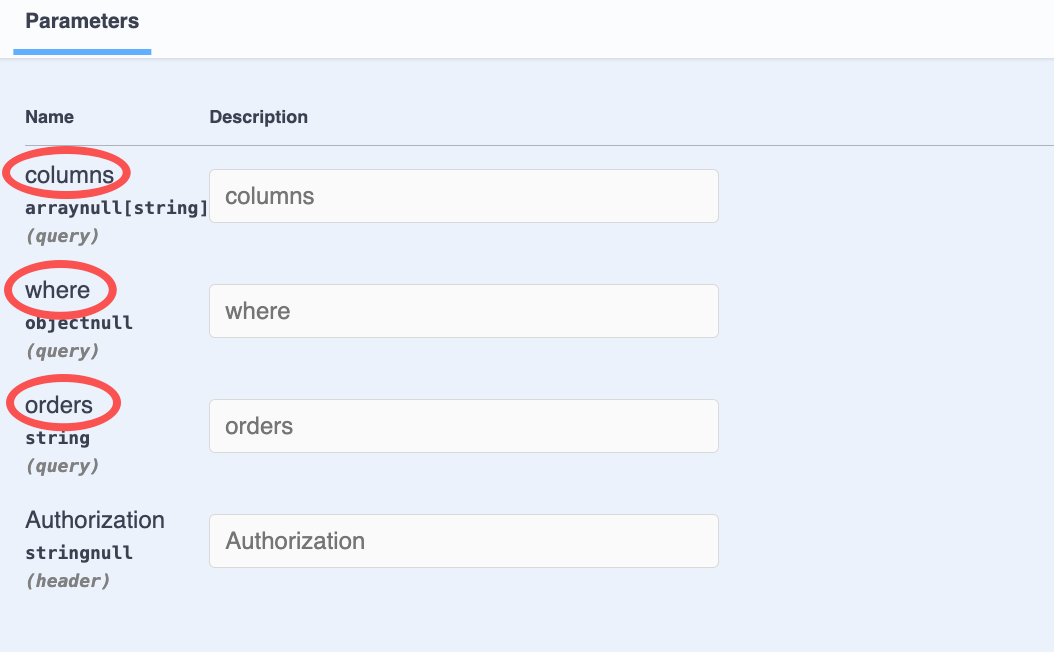 Parameters
Name Description
columns
arraynull[string]
(query)
columns
where
objectnull
(query)
where
orders
string
(query)
orders
Authorization
stringnull
(header)
Authorization